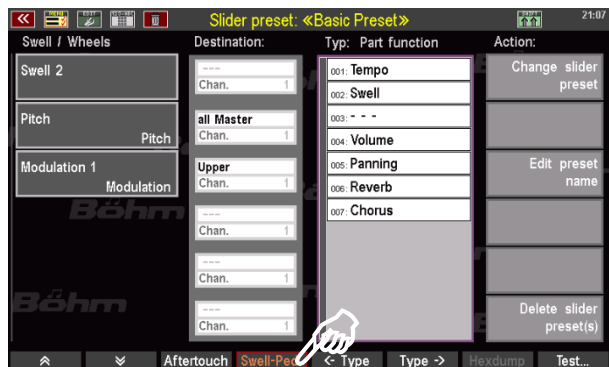 Slider preset: «Basic Preset»
21:07
Swell / Wheels
Destination:
Typ: Part function
Action:
Swell 2
Pitch
Pitch
Modulation 1
Modulation
---
Chan. 1
all Master
Chan. 1
Upper
Chan. 1
---
Chan. 1
---
Chan. 1
---
Chan. 1
001: Tempo
002: Swell
003: - - -
004: Volume
005: Panning
006: Reverb
007: Chorus
Change slider
preset
Edit preset
name
Delete slider
preset(s)
Böhm
Böhm
Aftertouch
Swell-Ped
<- Type
Type ->
Hexdump
Test...